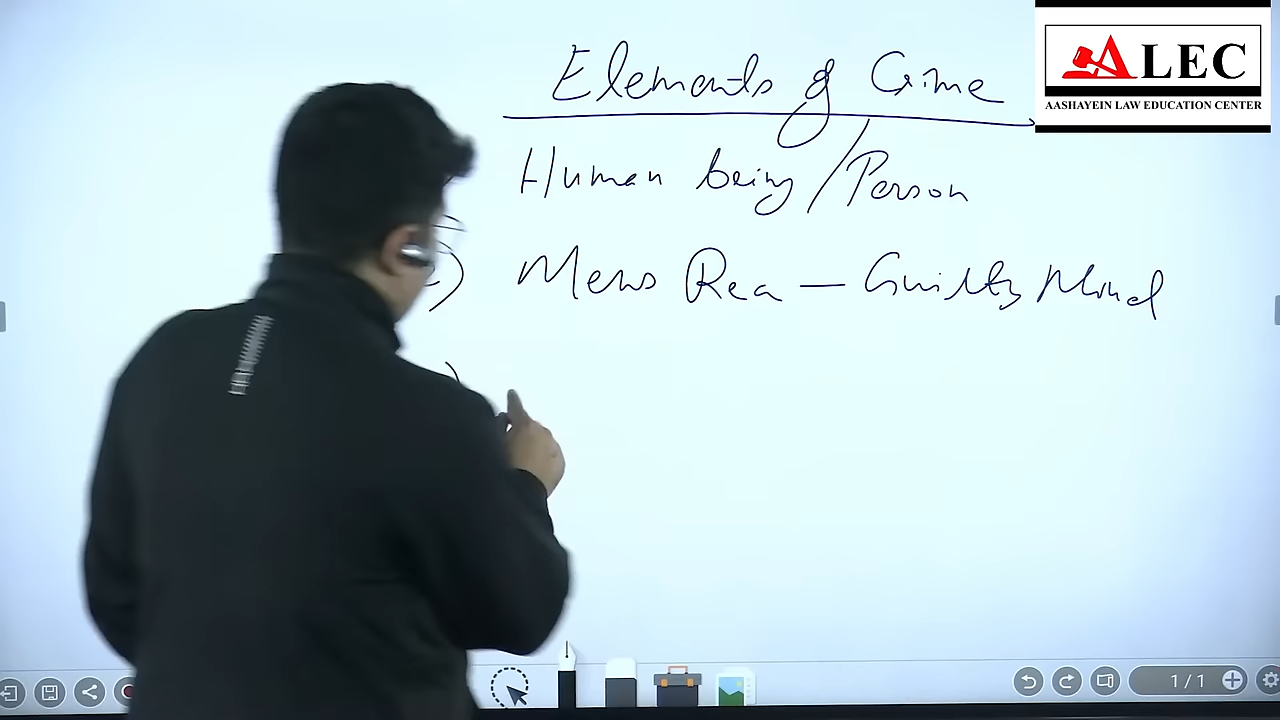 ALEC
AASHAYEIN LAW EDUCATION CENTER
Elements of Crime
Human being / Person
) Mens Rea — Guilty Mind
)
1 / 1